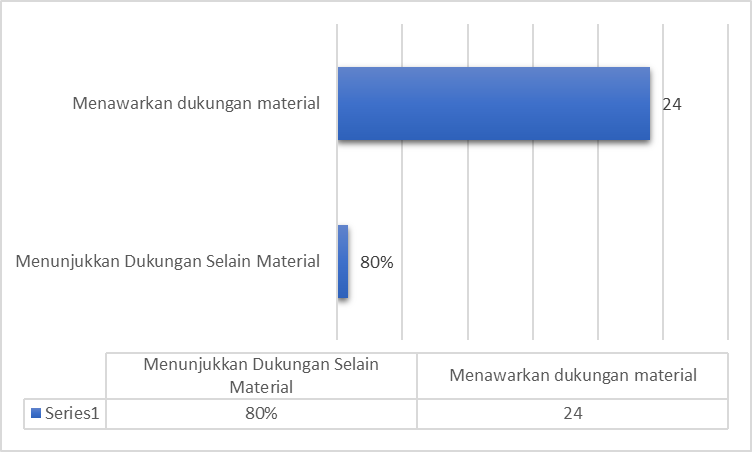 Menawarkan dukungan material
24
Menunjukkan Dukungan Selain Material
80%
Menunjukkan Dukungan Selain
Material
Menawarkan dukungan material
Series1
80%
24